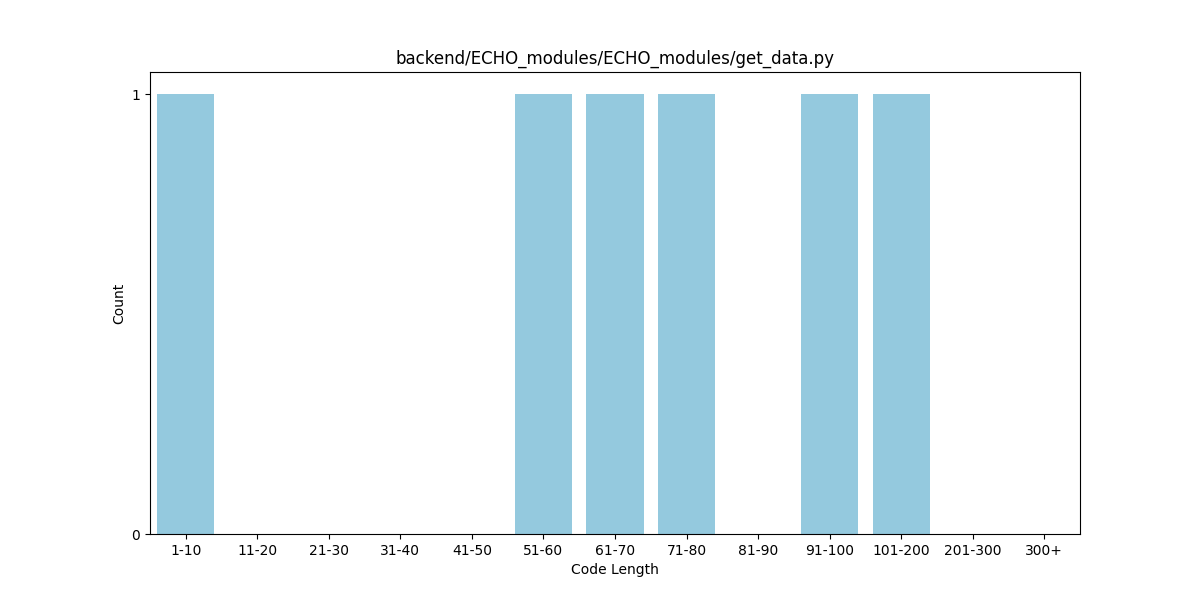 backend/ECHO_modules/ECHO_modules/get_data.py
1
Count
0
1-10 11-20 21-30 31-40 41-50 51-60 61-70 71-80 81-90 91-100 101-200 201-300 300+
Code Length